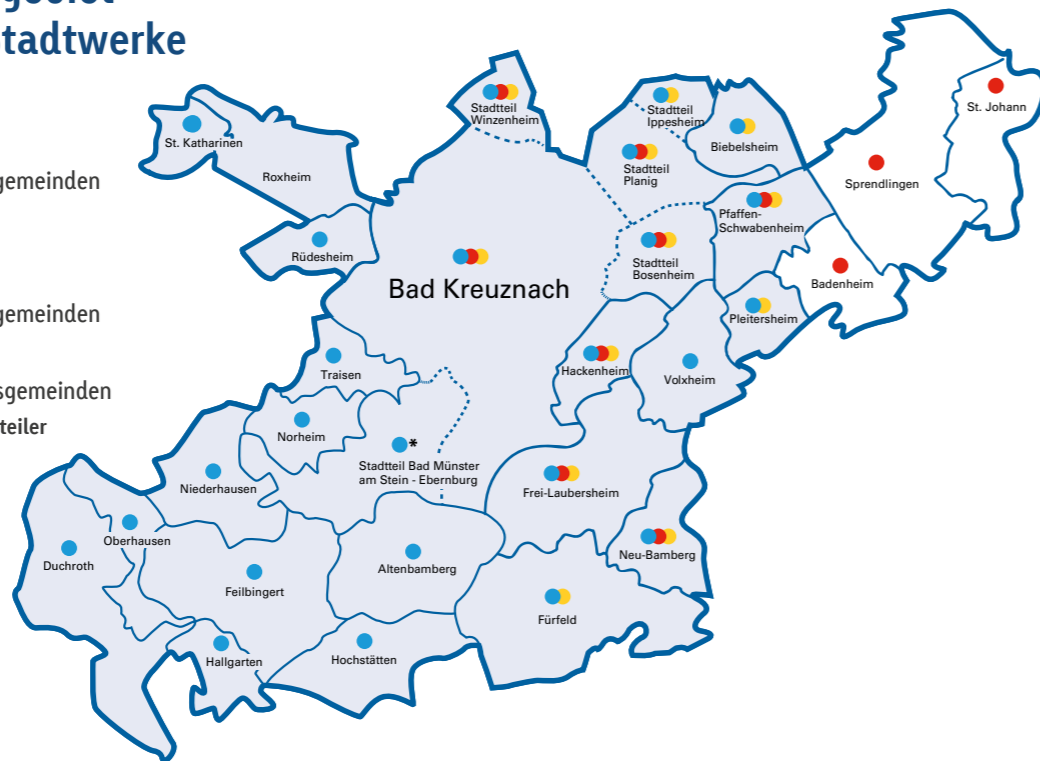 Stadtwerke
gemeinden
gemeinden
sgemeinden
teiler
Stadtteil
Winzenheim
St. Katharinen
Roxheim
Rüdesheim
Stadtteil
Ippesheim
Biebelsheim
Stadtteil
Planig
St. Johann
Sprendlingen
Pfaffen-
Schwabenheim
Stadtteil
Bosenheim
Badenheim
Bad Kreuznach
Pleitersheim
Hackenheim
Volxheim
Traisen
Norheim
*
Stadtteil Bad Münster
am Stein - Ebernburg
Niederhausen
Frei-Laubersheim
Oberhausen
Duchroth
Neu-Bamberg
Altenbamberg
Feilbingert
Fürfeld
Hallgarten
Hochstätten